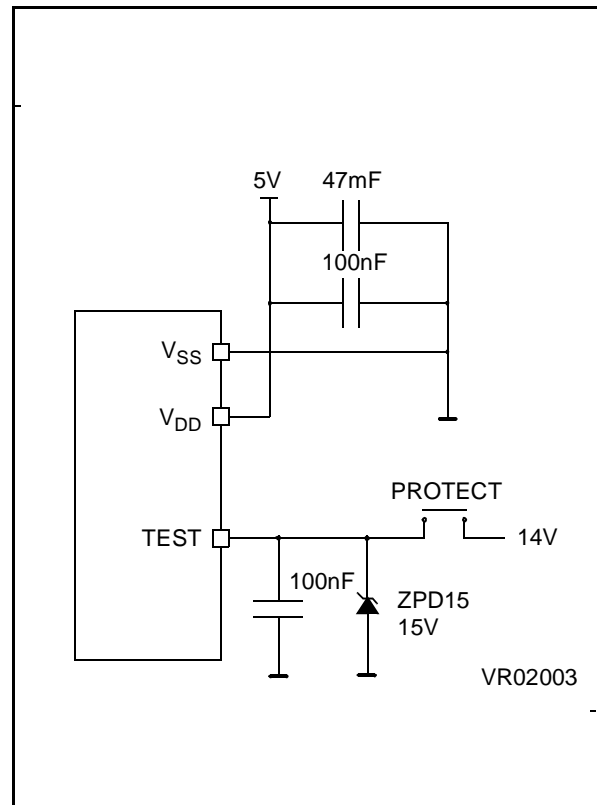 5V 47mF
100nF
VSS
VDD
PROTECT
TEST
14V
100nF
ZPD15
15V
VR02003